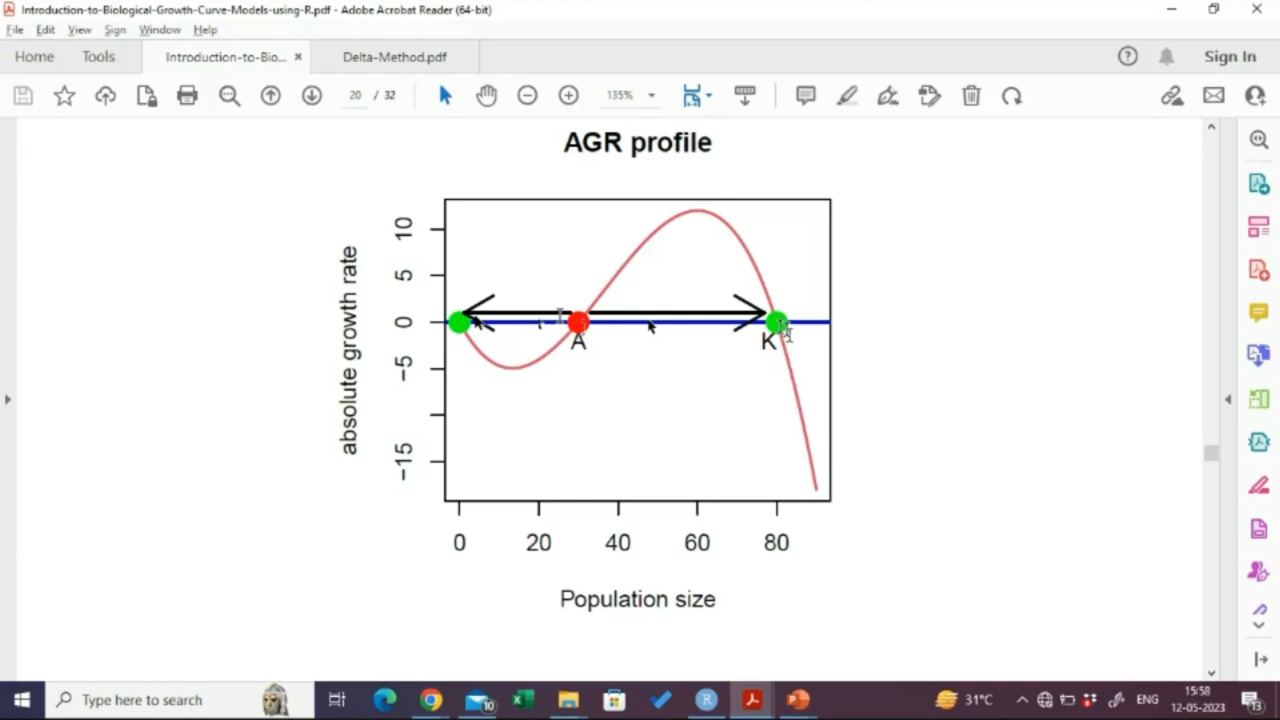 Introduction-to-Biological-Growth-Curve-Models-using-R.pdf - Adobe Acrobat Reader (64-bit)
File Edit View Sign Window Help
Home Tools Introduction-to-Bio... × Delta-Method.pdf Sign In
20 / 32 135%
AGR profile
absolute growth rate
10
5
0
−5
−15
A
K
0 20 40 60 80
Population size
Type here to search
10
31°C
ENG
15:58
12-05-2023
13